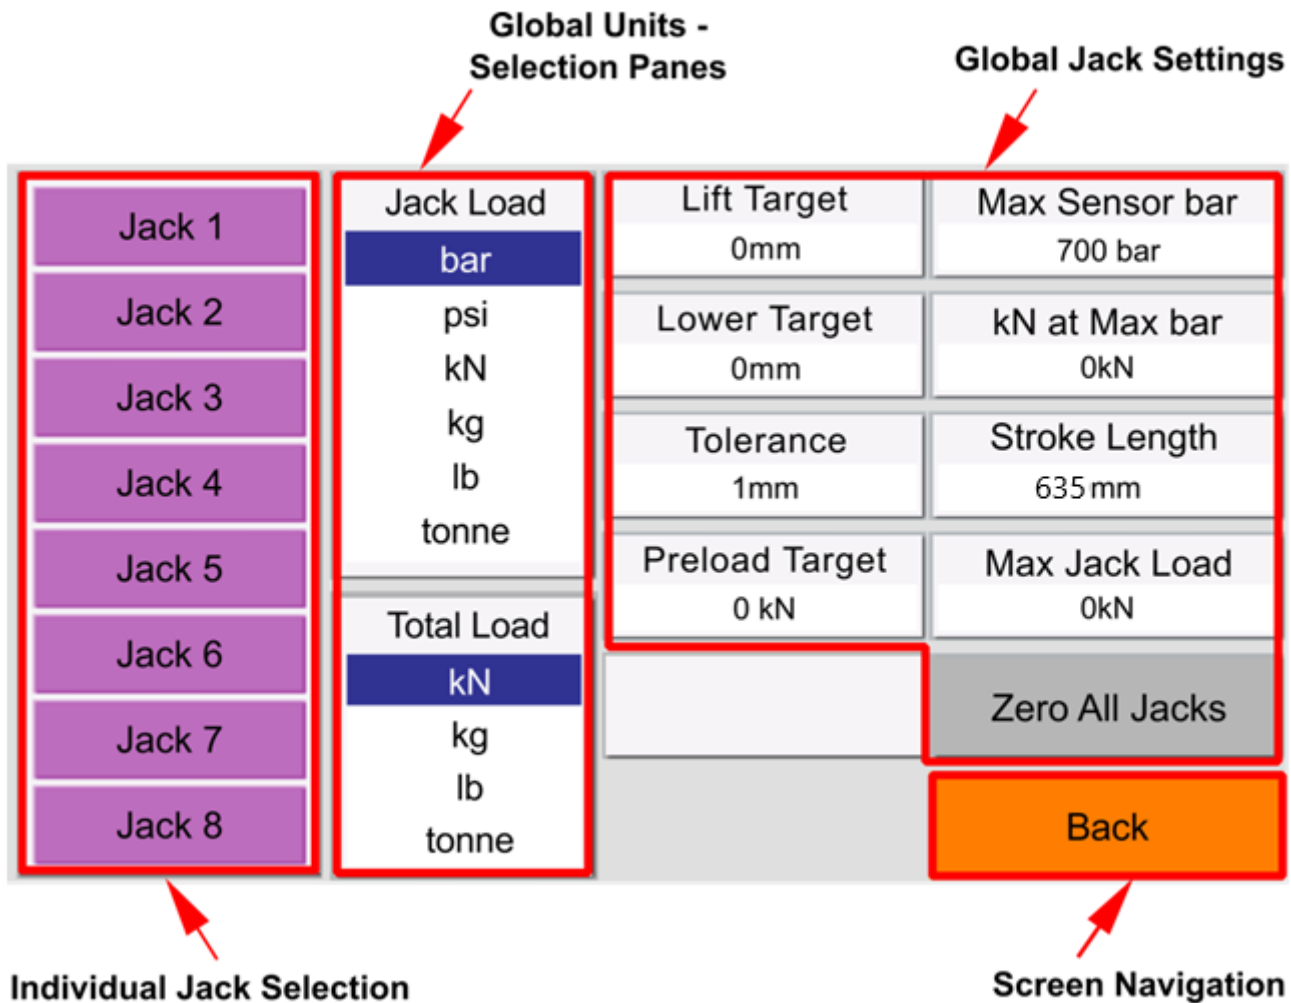 Global Units -
Selection Panes
Global Jack Settings
Jack 1
Jack 2
Jack 3
Jack 4
Jack 5
Jack 6
Jack 7
Jack 8
Jack Load
bar
psi
kN
kg
lb
tonne
Total Load
kN
kg
lb
tonne
Lift Target
0mm
Lower Target
0mm
Tolerance
1mm
Preload Target
0 kN
Max Sensor bar
700 bar
kN at Max bar
0kN
Stroke Length
635 mm
Max Jack Load
0kN
Zero All Jacks
Back
Individual Jack Selection
Screen Navigation